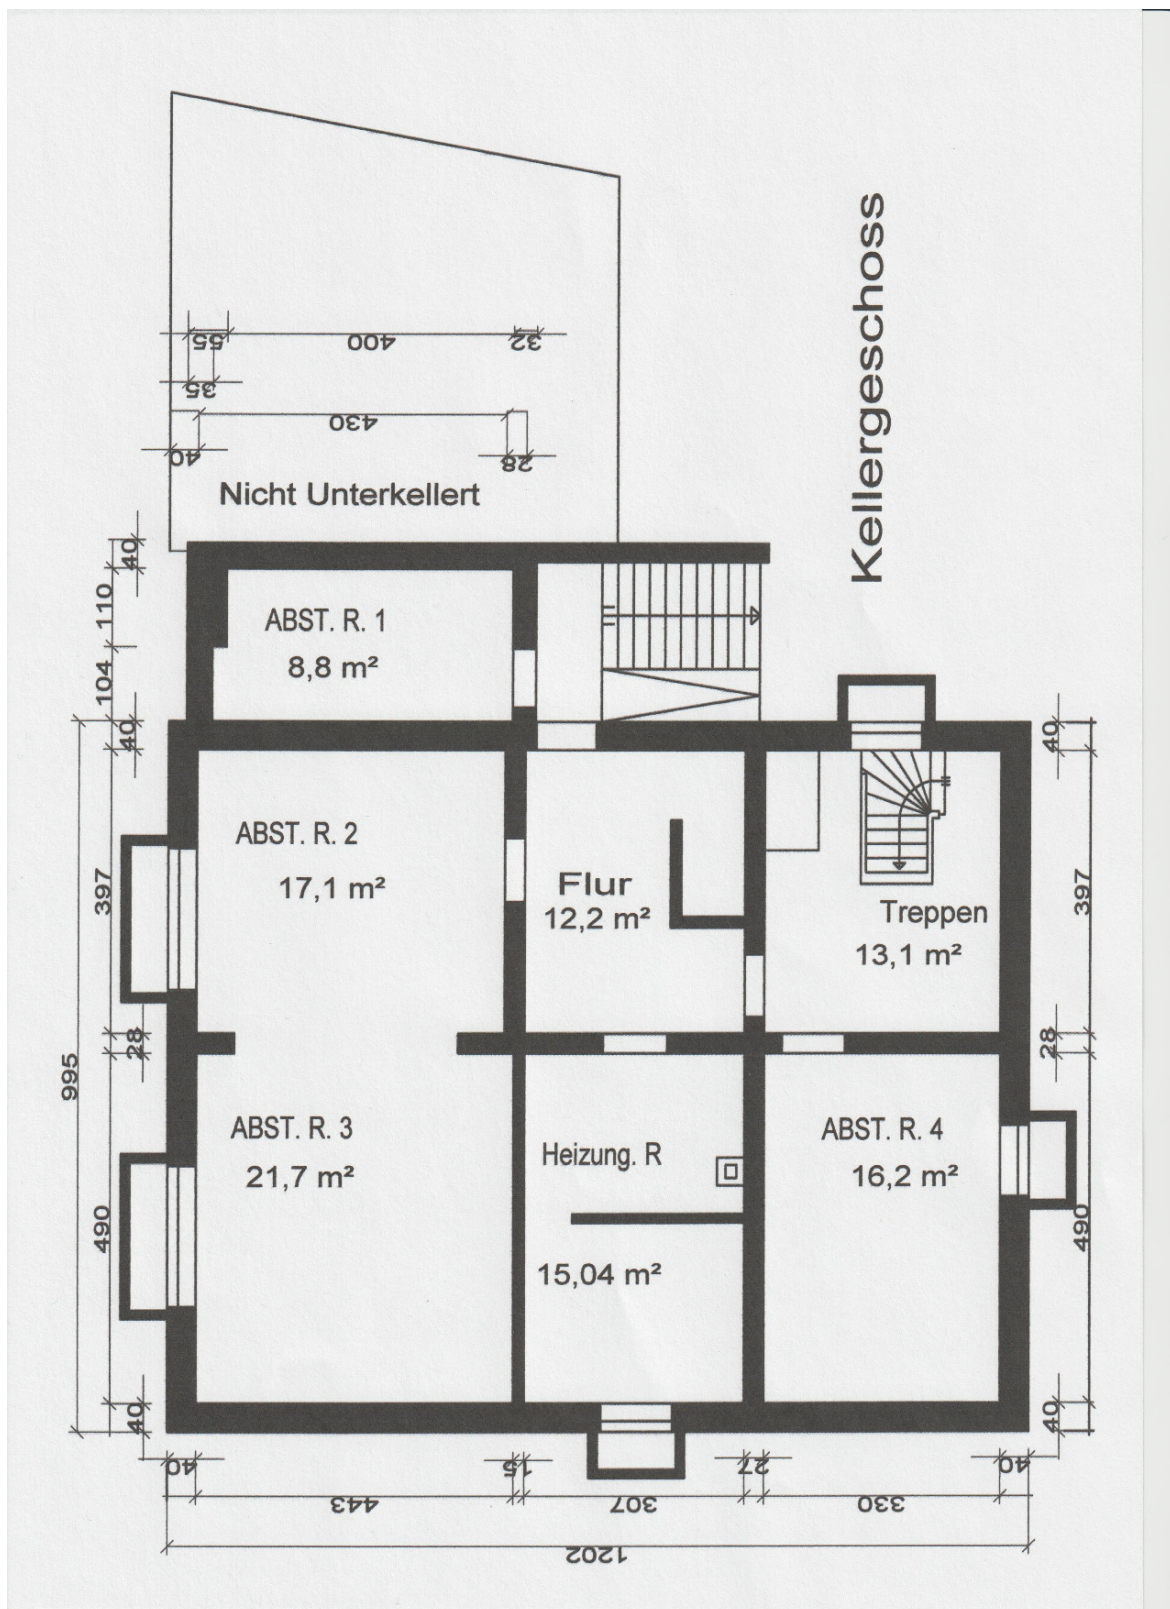 Kellergeschoss
55
400
32
35
430
40
28
Nicht Unterkellert
40
110
ABST. R. 1
8,8 m²
104
40
40
ABST. R. 2
17,1 m²
397
Flur
12,2 m²
Treppen
13,1 m²
397
28
28
995
ABST. R. 3
21,7 m²
Heizung. R
15,04 m²
ABST. R. 4
16,2 m²
490
490
40
40
40
15
27
40
443
307
330
1202